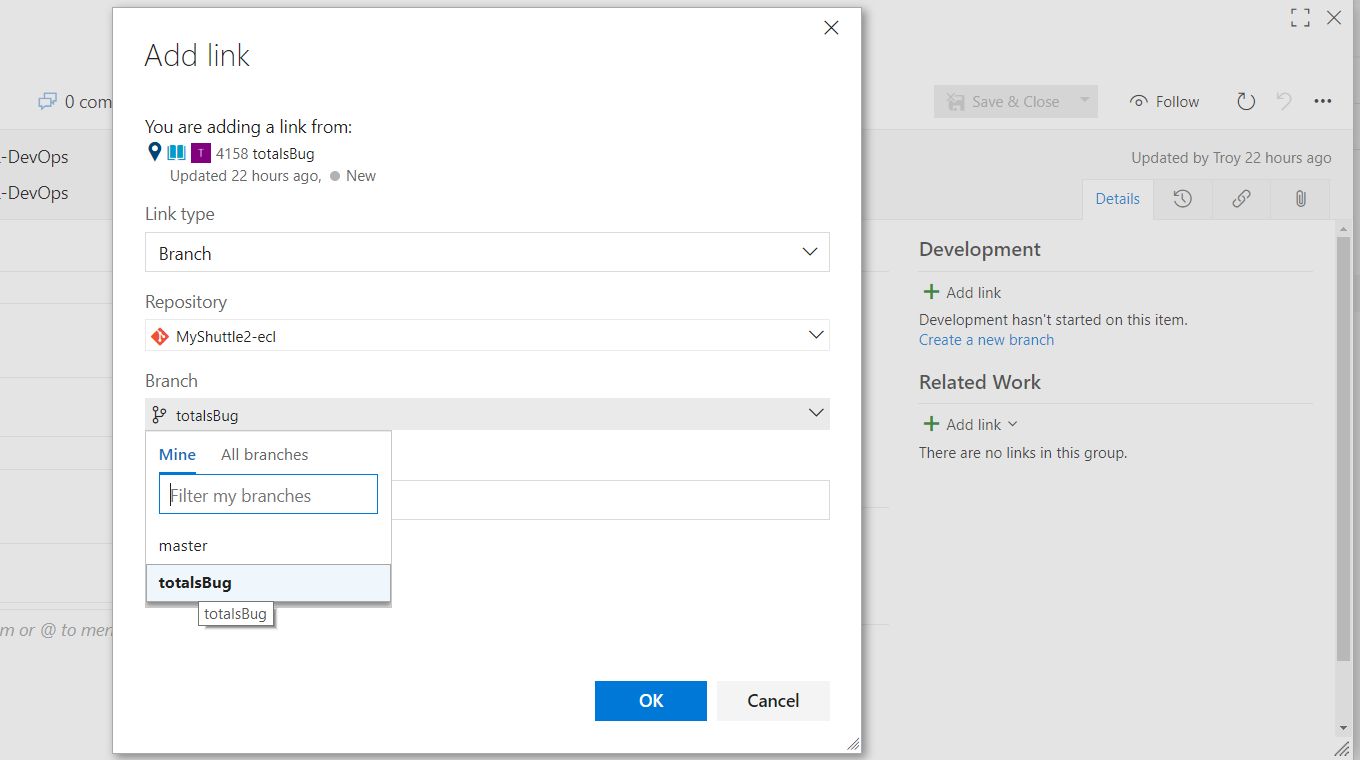 Add link
You are adding a link from:
T 4158 totalsBug
Updated 22 hours ago, New
Link type
Branch
Repository
MyShuttle2-ecl
Branch
totalsBug
Mine All branches
Filter my branches
master
totalsBug
totalsBug
OK Cancel
0 com
-DevOps
-DevOps
m or @ to men
Save & Close Follow
Updated by Troy 22 hours ago
Details
Development
Add link
Development hasn't started on this item.
Create a new branch
Related Work
Add link
There are no links in this group.